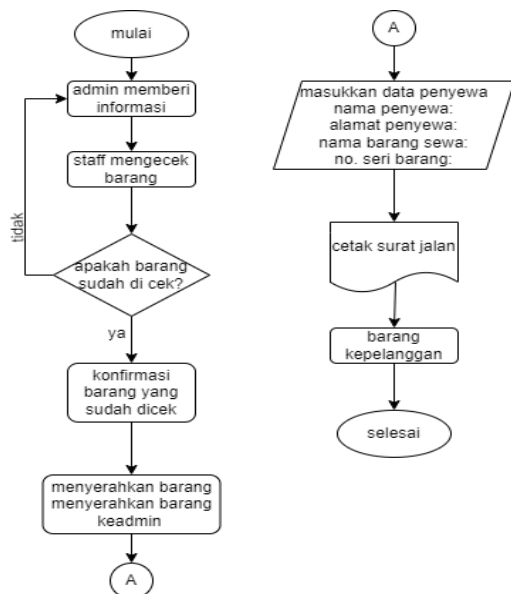 mulai
admin memberi
informasi
staff mengecek
barang
tidak
apakah barang
sudah di cek?
ya
konfirmasi
barang yang
sudah dicek
menyerahkan barang
menyerahkan barang
keadmin
A
A
masukkan data penyewa
nama penyewa:
alamat penyewa:
nama barang sewa:
no. seri barang:
cetak surat jalan
barang
kepelanggan
selesai